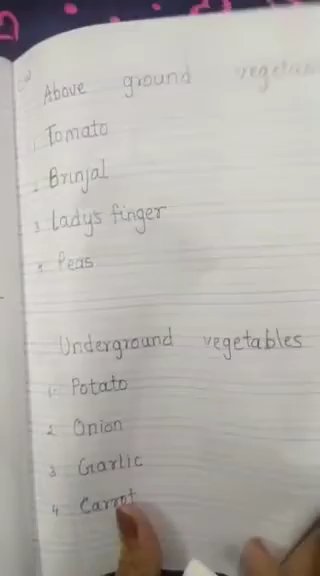 Above ground
1. Tomato
2. Brinjal
3 Lady's finger
4. Peas
Underground vegetables
1. Potato
2 Onion
3 Garlic
4 Carrot